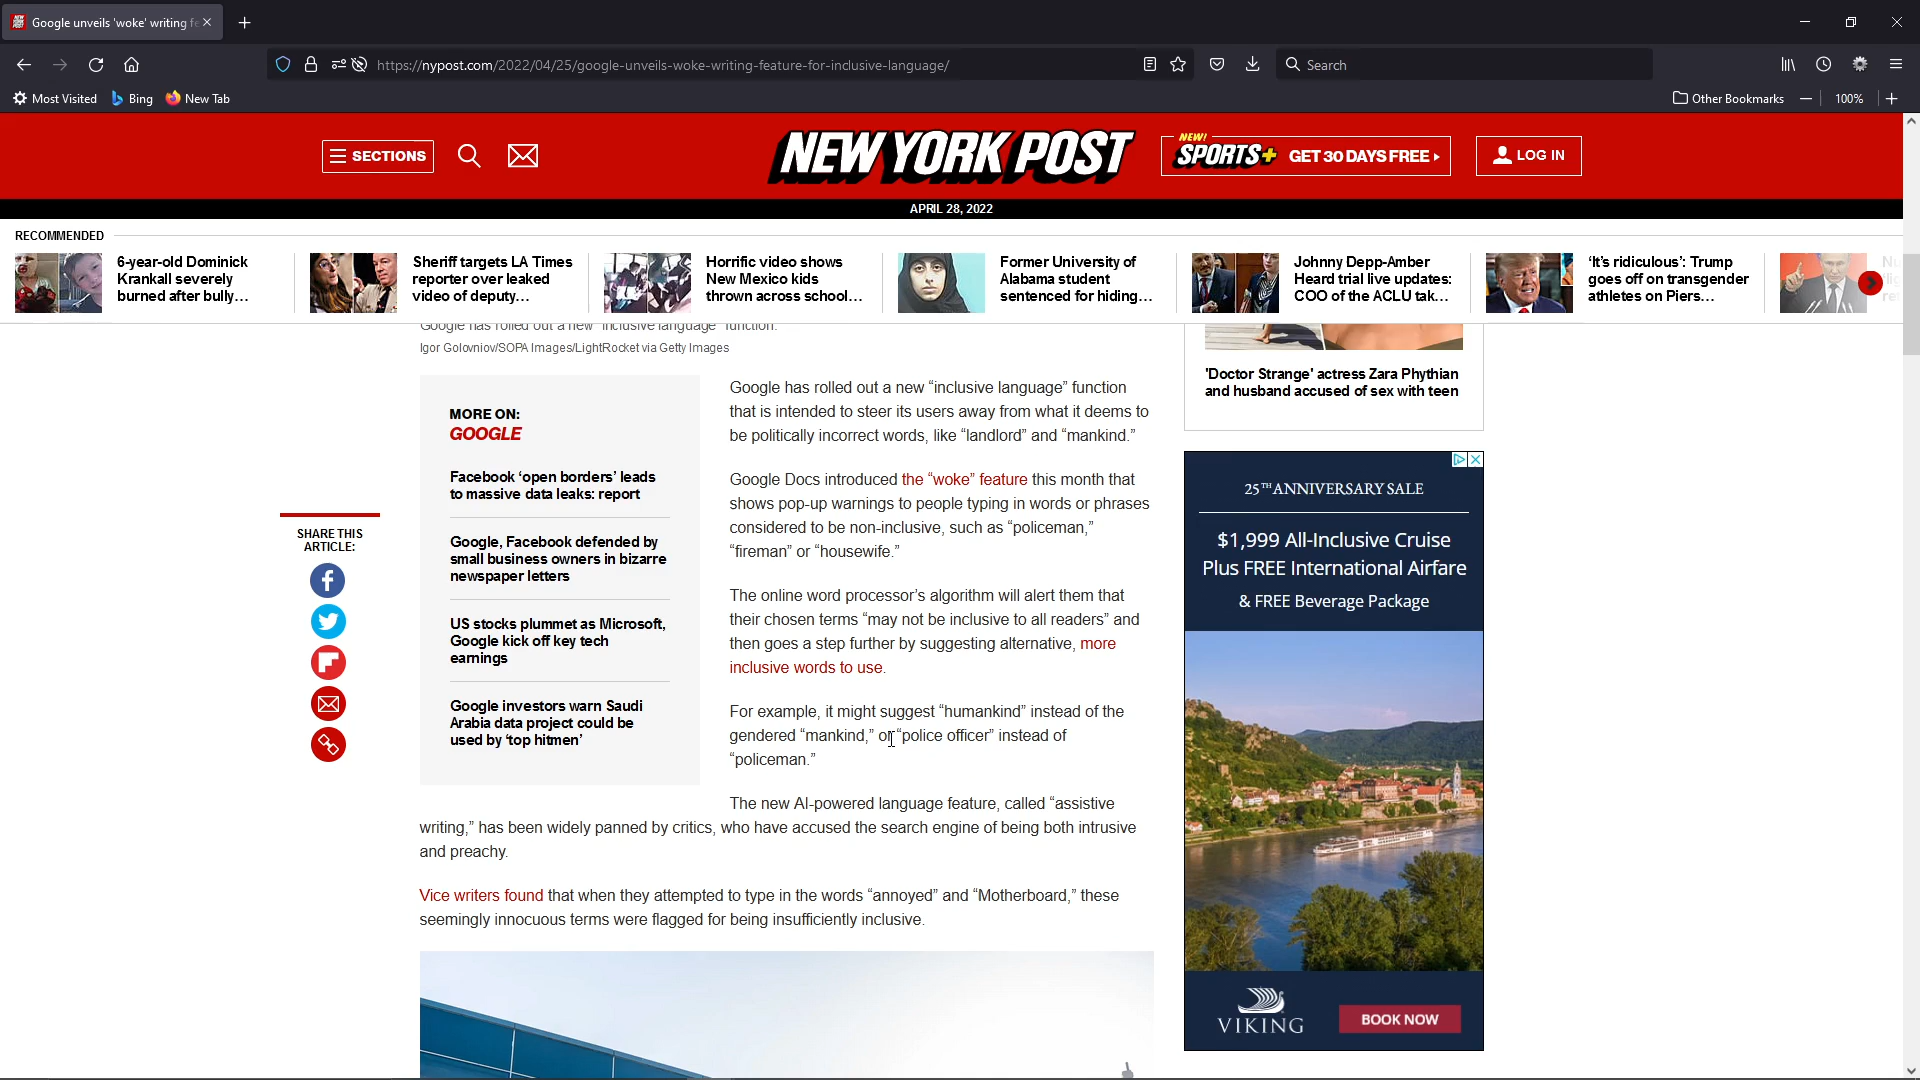 Google unveils 'woke' writing fe
https://nypost.com/2022/04/25/google-unveils-woke-writing-feature-for-inclusive-language/
Search
Most Visited
Bing
New Tab
Other Bookmarks
100%
SECTIONS
NEW YORK POST
NEW!
SPORTS+ GET 30 DAYS FREE
LOG IN
APRIL 28, 2022
RECOMMENDED
6-year-old Dominick
Krankall severely
burned after bully...
Sheriff targets LA Times
reporter over leaked
video of deputy...
Horrific video shows
New Mexico kids
thrown across school...
Former University of
Alabama student
sentenced for hiding...
Johnny Depp-Amber
Heard trial live updates:
COO of the ACLU tak...
‘It’s ridiculous’: Trump
goes off on transgender
athletes on Piers...
Google has rolled out a new "inclusive language" function.
Igor Golovniov/SOPA Images/LightRocket via Getty Images
MORE ON:
GOOGLE
Facebook ‘open borders’ leads
to massive data leaks: report
Google, Facebook defended by
small business owners in bizarre
newspaper letters
US stocks plummet as Microsoft,
Google kick off key tech
earnings
Google investors warn Saudi
Arabia data project could be
used by ‘top hitmen’
SHARE THIS
ARTICLE:
Google has rolled out a new “inclusive language” function
that is intended to steer its users away from what it deems to
be politically incorrect words, like “landlord” and “mankind.”
Google Docs introduced the “woke” feature this month that
shows pop-up warnings to people typing in words or phrases
considered to be non-inclusive, such as “policeman,”
“fireman” or “housewife.”
The online word processor’s algorithm will alert them that
their chosen terms “may not be inclusive to all readers” and
then goes a step further by suggesting alternative, more
inclusive words to use.
For example, it might suggest “humankind” instead of the
gendered “mankind,” or “police officer” instead of
“policeman.”
The new AI-powered language feature, called “assistive
writing,” has been widely panned by critics, who have accused the search engine of being both intrusive
and preachy.
Vice writers found that when they attempted to type in the words “annoyed” and “Motherboard,” these
seemingly innocuous terms were flagged for being insufficiently inclusive.
'Doctor Strange' actress Zara Phythian
and husband accused of sex with teen
25TH ANNIVERSARY SALE
$1,999 All-Inclusive Cruise
Plus FREE International Airfare
& FREE Beverage Package
VIKING
BOOK NOW